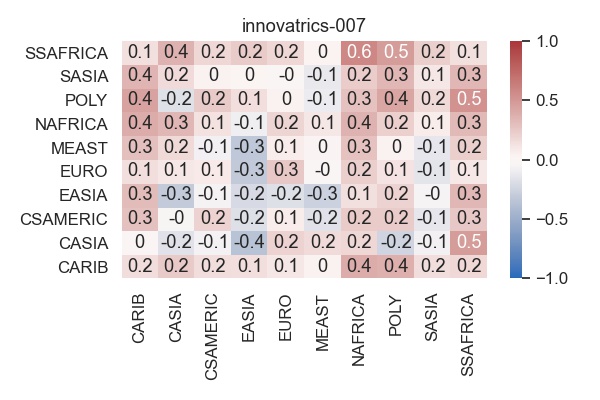 innovatrics-007
SSAFRICA 0.1 0.4 0.2 0.2 0.2 0 0.6 0.5 0.2 0.1
SASIA 0.4 0.2 0 0 -0 -0.1 0.2 0.3 0.1 0.3
POLY 0.4 -0.2 0.2 0.1 0 -0.1 0.3 0.4 0.2 0.5
NAFRICA 0.4 0.3 0.1 -0.1 0.2 0.1 0.4 0.2 0.1 0.3
MEAST 0.3 0.2 -0.1 -0.3 0.1 0 0.3 0 -0.1 0.2
EURO 0.1 0.1 0.1 -0.3 0.3 -0 0.2 0.1 -0.1 0.1
EASIA 0.3 -0.3 -0.1 -0.2 -0.2 -0.3 0.1 0.2 -0 0.3
CSAMERIC 0.3 -0 0.2 -0.2 0.1 -0.2 0.2 0.2 -0.1 0.3
CASIA 0 -0.2 -0.1 -0.4 0.2 0.2 0.2 -0.2 -0.1 0.5
CARIB 0.2 0.2 0.2 0.1 0.1 0 0.4 0.4 0.2 0.2
CARIB CASIA CSAMERIC EASIA EURO MEAST NAFRICA POLY SASIA SSAFRICA
1.0
0.5
0.0
−0.5
−1.0